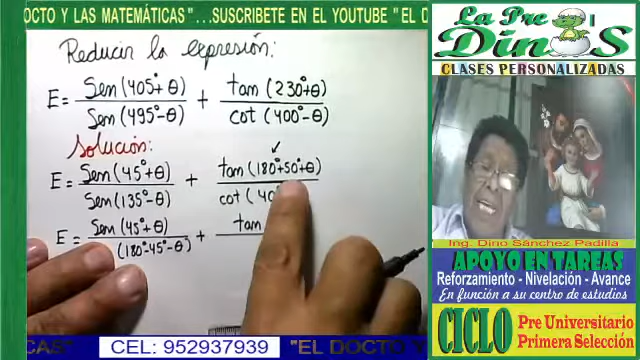 OCTO Y LAS MATEMÁTICAS"...SUSCRIBETE EN EL YOUTUBE "EL D
La Pre
DinoS
CLASES PERSONALIZADAS
Reducir la expresión:
E = Sen(405°+θ) / Sen(495°-θ) + tan(230°+θ) / cot(400°-θ)
Solución:
E = Sen(45°+θ) / Sen(135°-θ) + tan(180°+50°+θ) / cot(40°
E = Sen(45°+θ) / (180°-45°-θ) + tan
Ing. Dino Sánchez Padilla
APOYO EN TAREAS
Reforzamiento - Nivelación - Avance
En función a su centro de estudios
CICLO Pre Universitario
Primera Selección
CAS" CEL: 952937939 "EL DOCTO